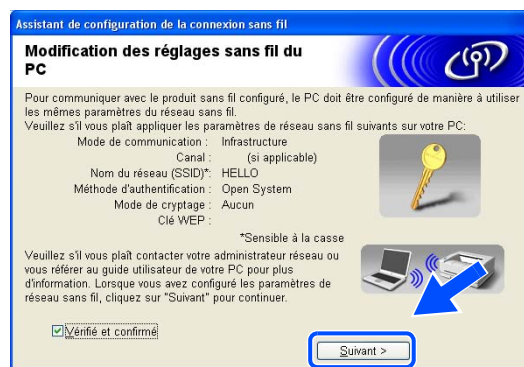 Assistant de configuration de la connexion sans fil
Modification des réglages sans fil du
PC
Pour communiquer avec le produit sans fil configuré, le PC doit être configuré de manière à utiliser
les mêmes paramètres du réseau sans fil.
Veuillez s'il vous plaît appliquer les paramètres de réseau sans fil suivants sur votre PC:
Mode de communication : Infrastructure
Canal : (si applicable)
Nom du réseau (SSID)*: HELLO
Méthode d'authentification : Open System
Mode de cryptage : Aucun
Clé WEP :
*Sensible à la casse
Veuillez s'il vous plaît contacter votre administrateur réseau ou
vous référer au guide utilisateur de votre PC pour plus
d'information. Lorsque vous avez configuré les paramètres de
réseau sans fil, cliquez sur "Suivant" pour continuer.
Vérifié et confirmé
Suivant >